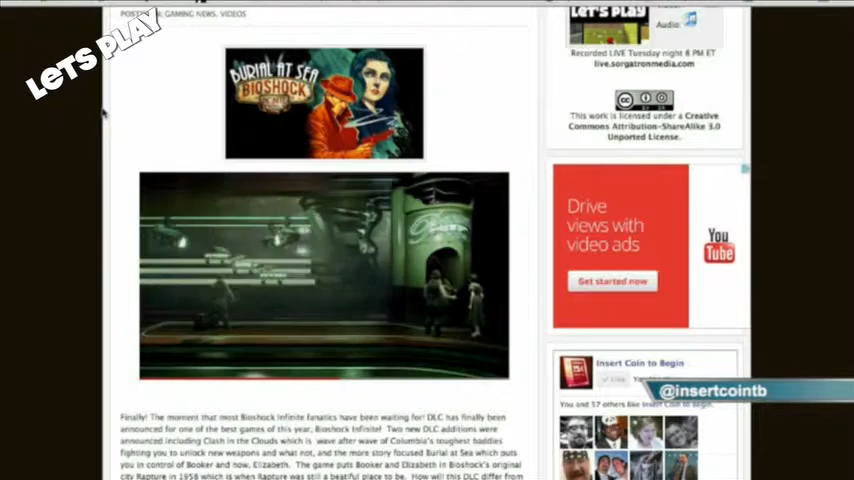 POSTED IN: GAMING NEWS, VIDEOS
LETS PLAY
BURIAL AT SEA
BIOSHOCK
INFINITE
Finally! The moment that most Bioshock Infinite fanatics have been waiting for! DLC has finally been
announced for one of the best games of this year, Bioshock Infinite! Two new DLC additions were
announced including Clash in the Clouds which is wave after wave of Columbia's toughest baddies
fighting you to unlock new weapons and what not, and the more story focused Burial at Sea which puts
you in control of Booker and now, Elizabeth. The game puts Booker and Elizabeth in Bioshock's original
city Rapture in 1958 which is when Rapture was still a beatiful place to be. How will this DLC differ from
LET'S PLAY
Audio:
Recorded LIVE Tuesday night 8 PM ET
live.sorgatronmedia.com
cc
This work is licensed under a Creative
Commons Attribution-ShareAlike 3.0
Unported License.
Drive
views with
video ads
Get started now
You
Tube
Insert Coin to Begin
Like
@insertcointb
You and 57 others like Insert Coin to Begin.